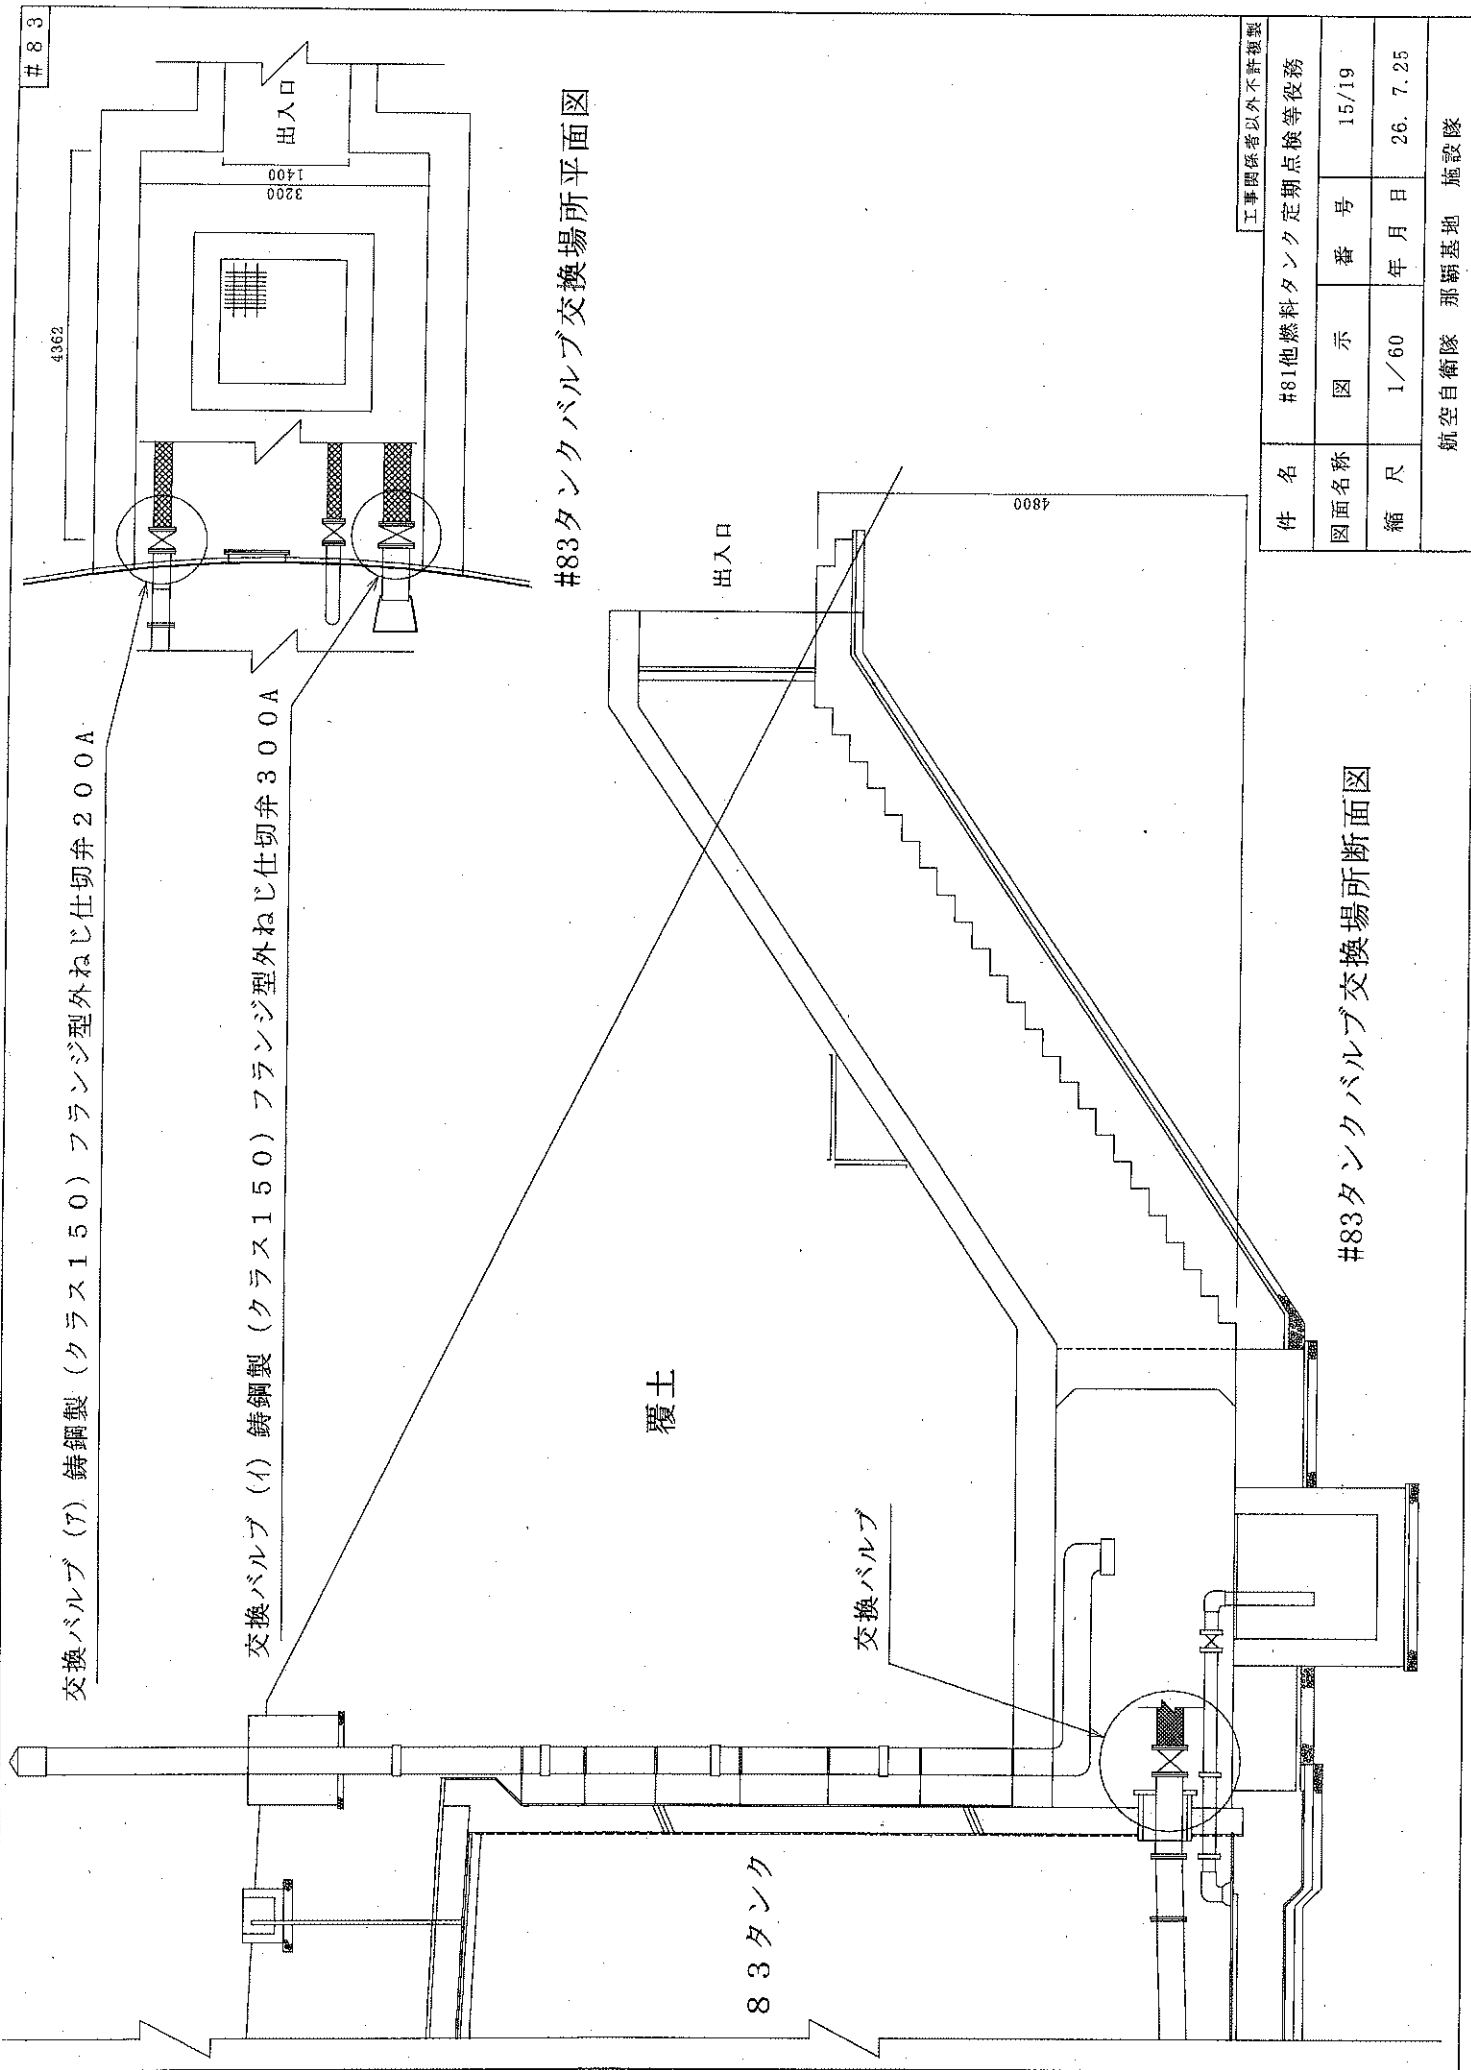 #83
交換バルブ (ア) 鋳鋼製 (クラス150) フランジ型外ねじ仕切弁200A
交換バルブ (イ) 鋳鋼製 (クラス150) フランジ型外ねじ仕切弁300A
4362
3200
1400
出入口
#83タンクバルブ交換場所平面図
出入口
4800
覆土
交換バルブ
83タンク
#83タンクバルブ交換場所断面図
工事関係者以外不許複製
件 名 #81他燃料タンク定期点検等役務
図面名称 図 示 番 号 15/19
縮 尺 1/60 年 月 日 26. 7.25
航空自衛隊 那覇基地 施設隊